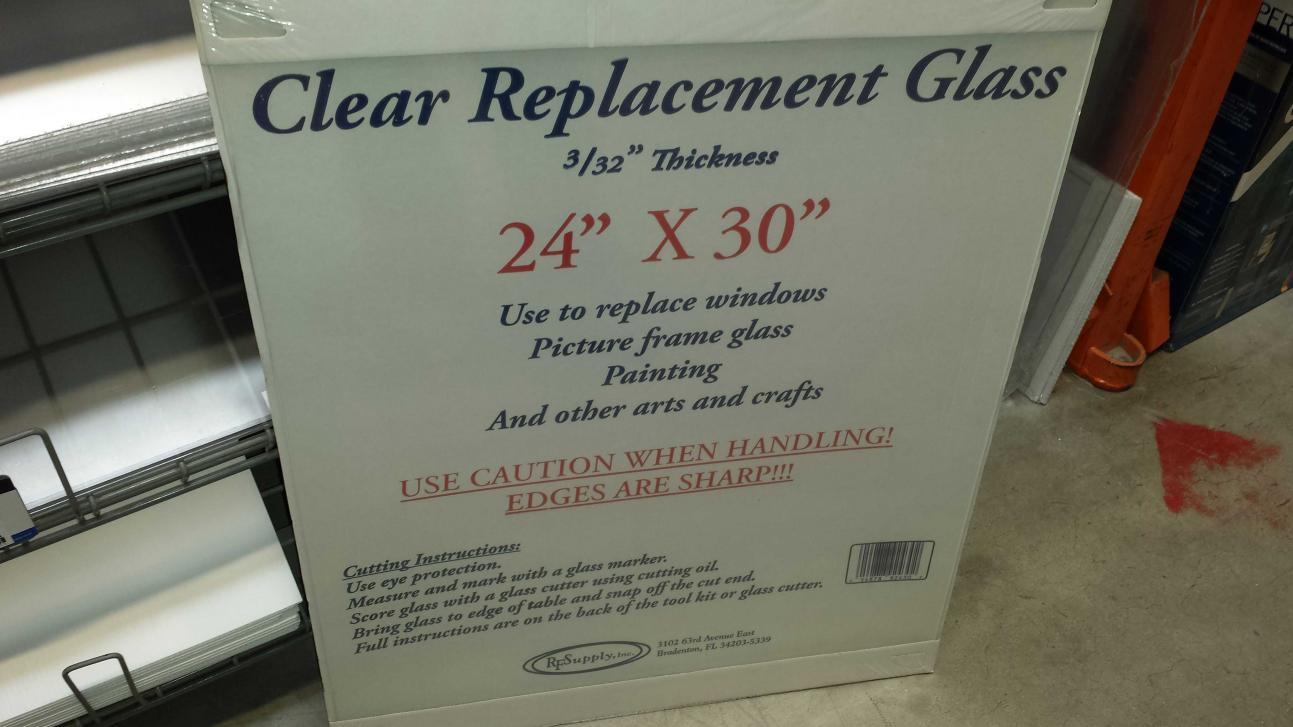 Clear Replacement Glass
3/32” Thickness
24” X 30”
Use to replace windows
Picture frame glass
Painting
And other arts and crafts
USE CAUTION WHEN HANDLING!
EDGES ARE SHARP!!!
Cutting Instructions:
Use eye protection.
Measure and mark with a glass marker.
Score glass with a glass cutter using cutting oil.
Bring glass to edge of table and snap off the cut end.
Full instructions are on the back of the tool kit or glass cutter.
RFSupply, Inc.
3102 63rd Avenue East
Bradenton, FL 34203-5339
PER